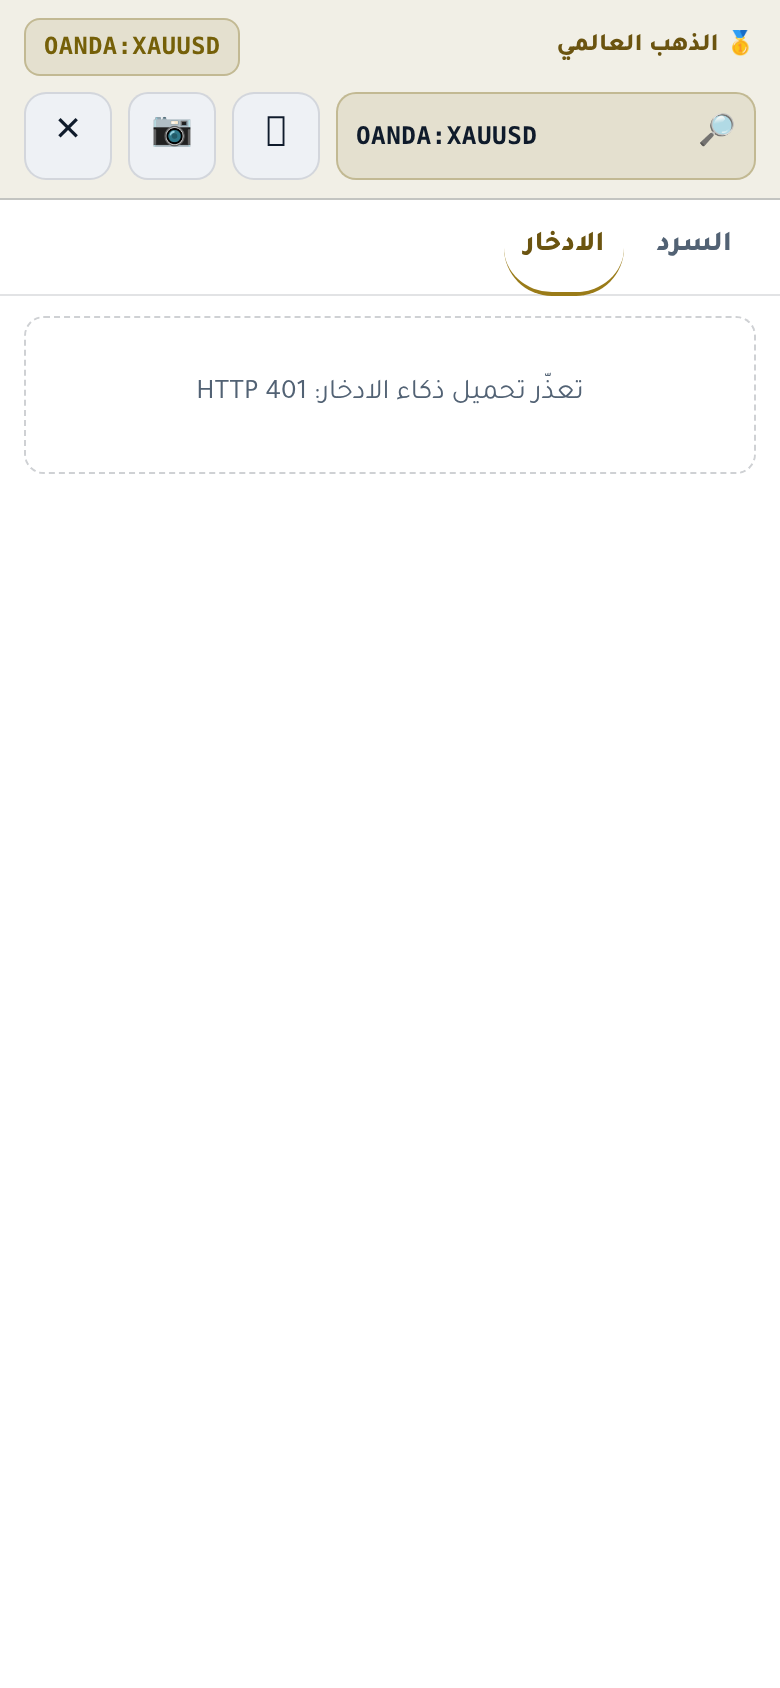 🥇 الذهب العالمي
OANDA:XAUUSD
🔎 OANDA:XAUUSD
✕
السرد
الادخار
تعذّر تحميل ذكاء الادخار: HTTP 401